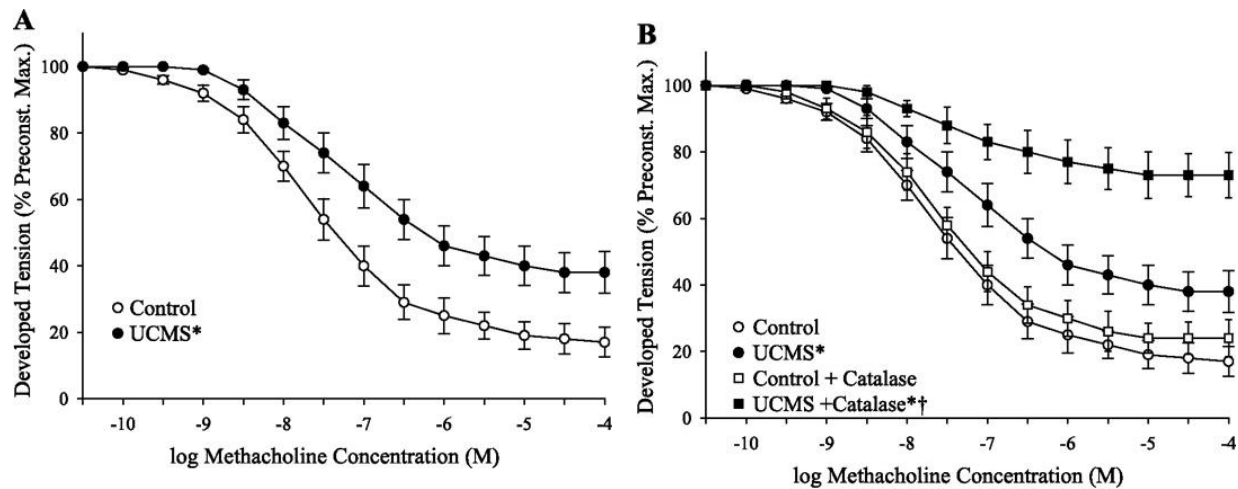 A
Developed Tension (% Preconst. Max.)
100
80
60
40
20
0
Control
UCMS*
-10 -9 -8 -7 -6 -5 -4
log Methacholine Concentration (M)
B
Developed Tension (% Preconst. Max.)
100
80
60
40
20
0
Control
UCMS*
Control + Catalase
UCMS +Catalase*†
-10 -9 -8 -7 -6 -5 -4
log Methacholine Concentration (M)